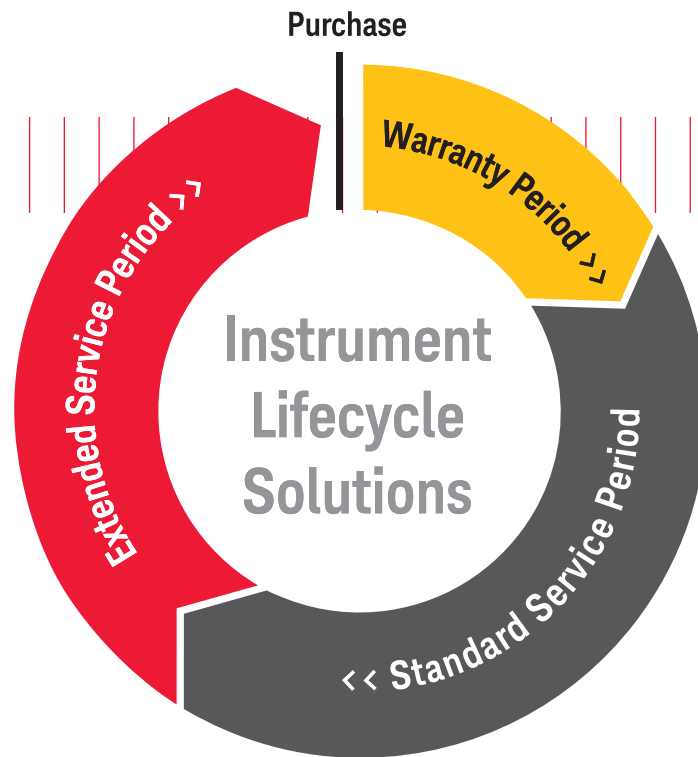 Purchase
Warranty Period >>
Instrument
Lifecycle
Solutions
<< Standard Service Period
Extended Service Period >>